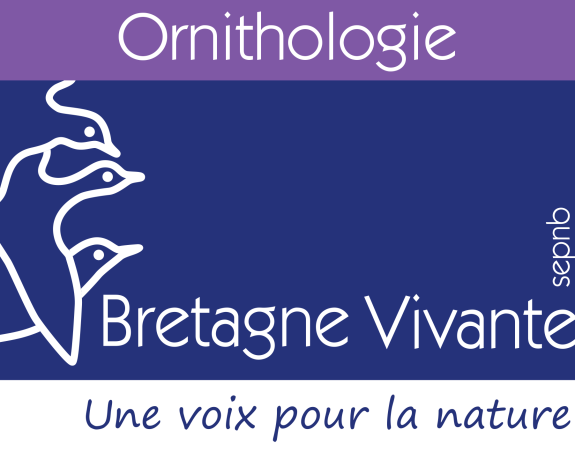 Ornithologie
sepnb
Bretagne Vivante
Une voix pour la nature